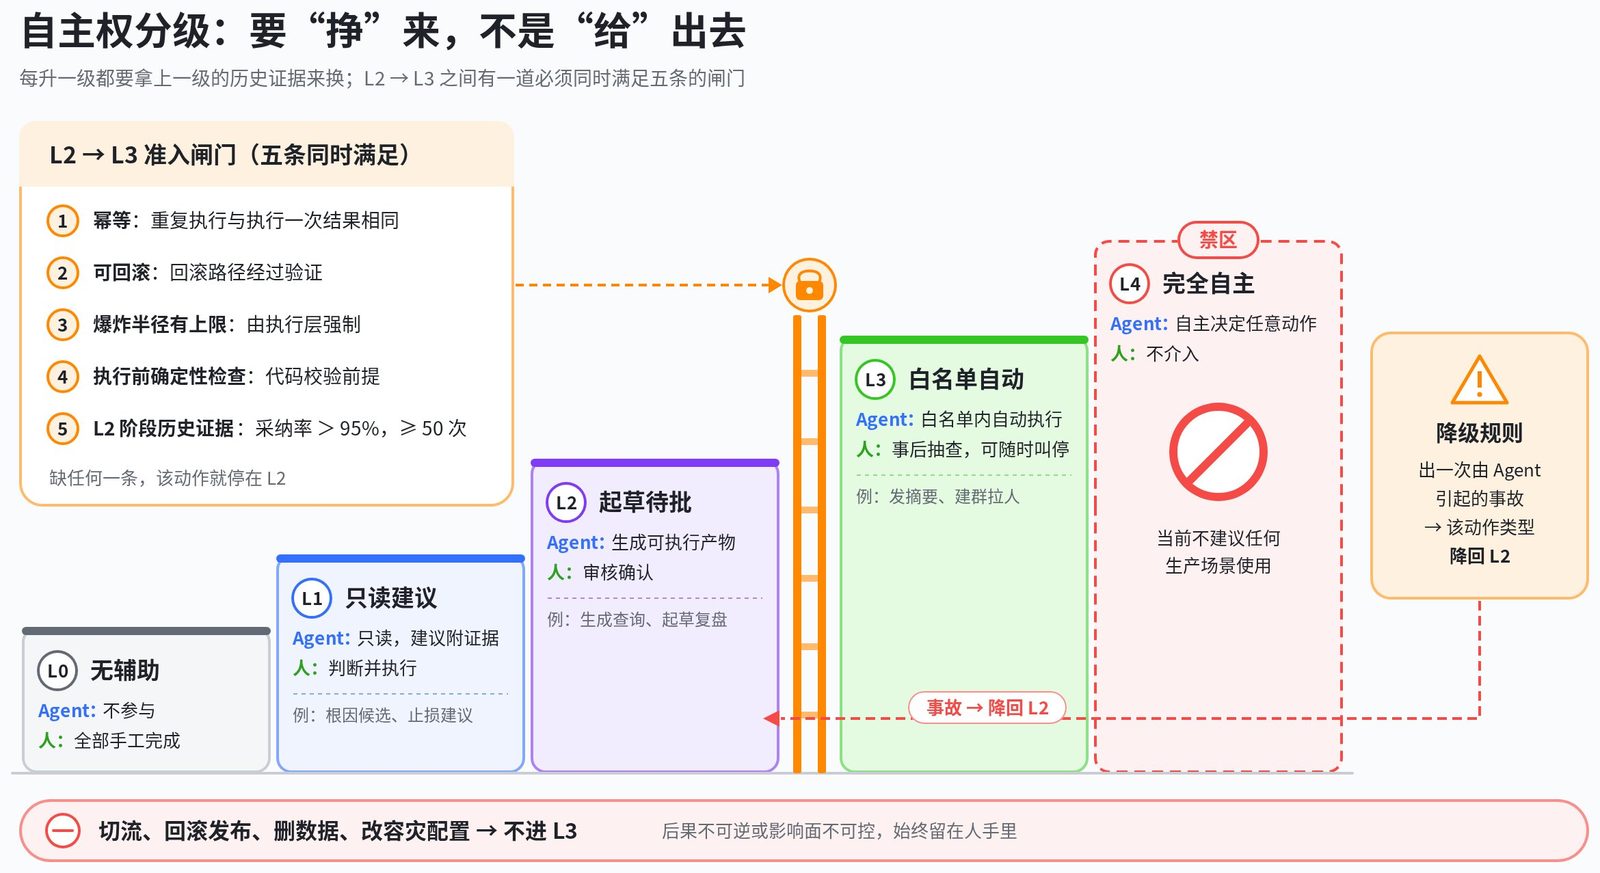 自主权分级：要“挣”来，不是“给”出去
每升一级都要拿上一级的历史证据来换；L2 → L3 之间有一道必须同时满足五条的闸门
L2 → L3 准入闸门（五条同时满足）
1 幂等：重复执行与执行一次结果相同
2 可回滚：回滚路径经过验证
3 爆炸半径有上限：由执行层强制
4 执行前确定性检查：代码校验前提
5 L2 阶段历史证据：采纳率 > 95%，≥ 50 次
缺任何一条，该动作就停在 L2
L0 无辅助
Agent：不参与
人：全部手工完成
L1 只读建议
Agent：只读，建议附证据
人：判断并执行
例：根因候选、止损建议
L2 起草待批
Agent：生成可执行产物
人：审核确认
例：生成查询、起草复盘
L3 白名单自动
Agent：白名单内自动执行
人：事后抽查，可随时叫停
例：发摘要、建群拉人
禁区
L4 完全自主
Agent：自主决定任意动作
人：不介入
当前不建议任何
生产场景使用
降级规则
出一次由 Agent
引起的事故
→ 该动作类型
降回 L2
事故 → 降回 L2
切流、回滚发布、删数据、改容灾配置 → 不进 L3
后果不可逆或影响面不可控，始终留在人手里